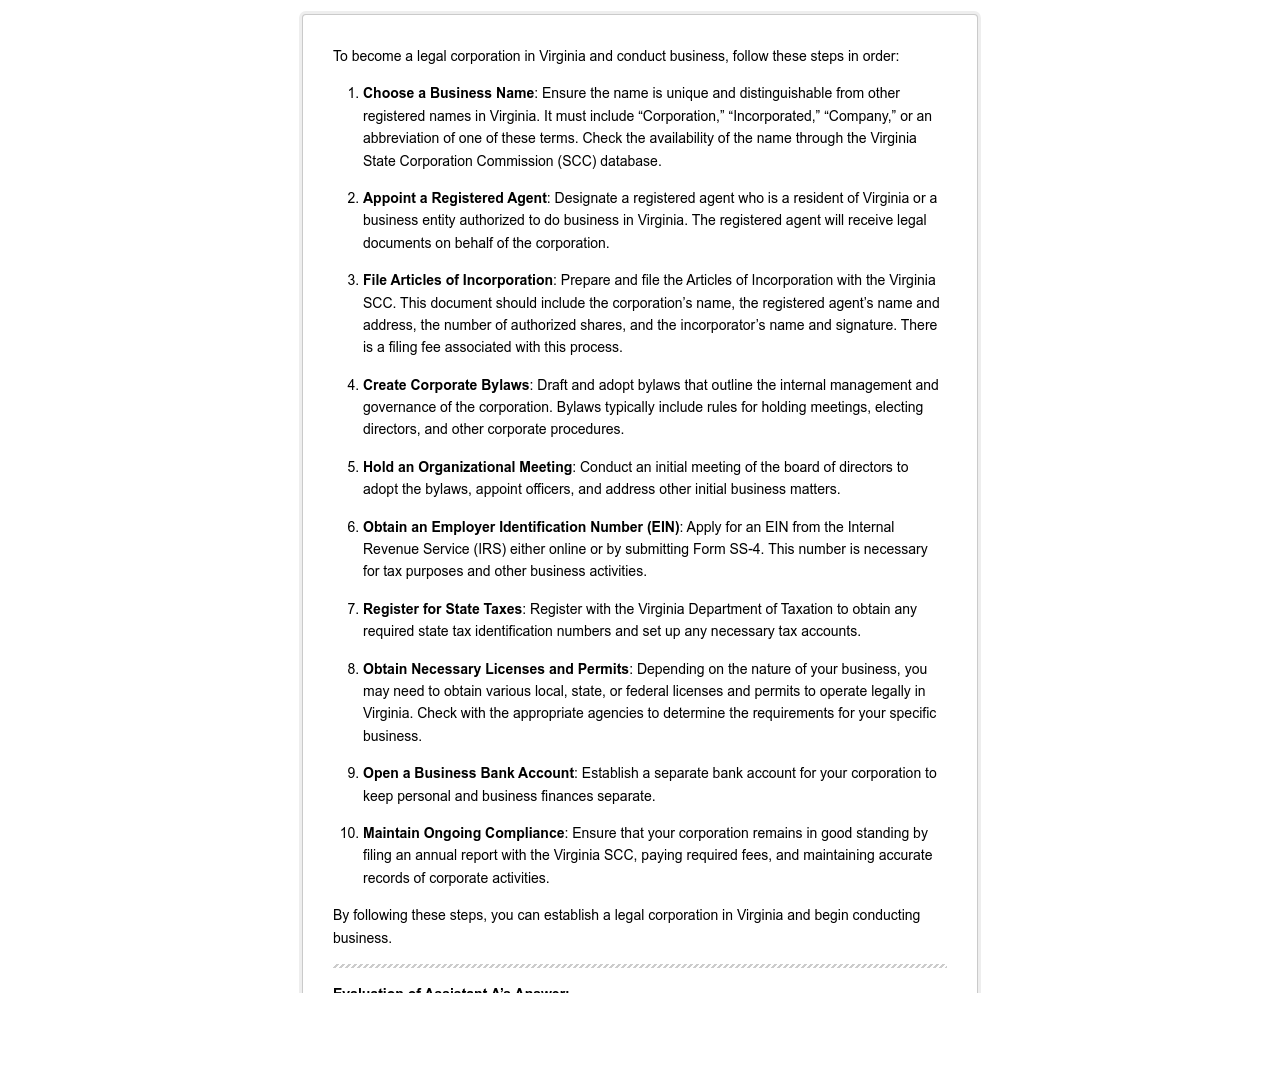 To become a legal corporation in Virginia and conduct business, follow these steps in order:
1. Choose a Business Name: Ensure the name is unique and distinguishable from other
registered names in Virginia. It must include “Corporation,” “Incorporated,” “Company,” or an
abbreviation of one of these terms. Check the availability of the name through the Virginia
State Corporation Commission (SCC) database.
2. Appoint a Registered Agent: Designate a registered agent who is a resident of Virginia or a
business entity authorized to do business in Virginia. The registered agent will receive legal
documents on behalf of the corporation.
3. File Articles of Incorporation: Prepare and file the Articles of Incorporation with the Virginia
SCC. This document should include the corporation’s name, the registered agent’s name and
address, the number of authorized shares, and the incorporator’s name and signature. There
is a filing fee associated with this process.
4. Create Corporate Bylaws: Draft and adopt bylaws that outline the internal management and
governance of the corporation. Bylaws typically include rules for holding meetings, electing
directors, and other corporate procedures.
5. Hold an Organizational Meeting: Conduct an initial meeting of the board of directors to
adopt the bylaws, appoint officers, and address other initial business matters.
6. Obtain an Employer Identification Number (EIN): Apply for an EIN from the Internal
Revenue Service (IRS) either online or by submitting Form SS-4. This number is necessary
for tax purposes and other business activities.
7. Register for State Taxes: Register with the Virginia Department of Taxation to obtain any
required state tax identification numbers and set up any necessary tax accounts.
8. Obtain Necessary Licenses and Permits: Depending on the nature of your business, you
may need to obtain various local, state, or federal licenses and permits to operate legally in
Virginia. Check with the appropriate agencies to determine the requirements for your specific
business.
9. Open a Business Bank Account: Establish a separate bank account for your corporation to
keep personal and business finances separate.
10. Maintain Ongoing Compliance: Ensure that your corporation remains in good standing by
filing an annual report with the Virginia SCC, paying required fees, and maintaining accurate
records of corporate activities.
By following these steps, you can establish a legal corporation in Virginia and begin conducting
business.
Evaluation of Assistant A’s Answer: